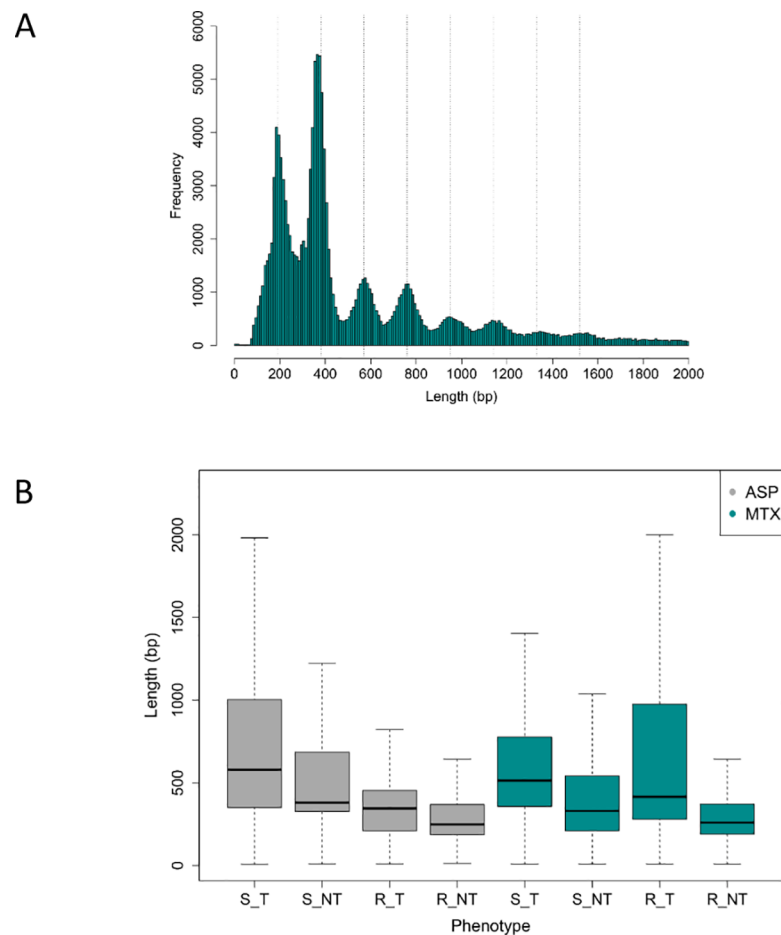 A
6000
5000
4000
3000
2000
1000
0
Frequency
0 200 400 600 800 1000 1200 1400 1600 2000
Length (bp)
B
ASP
MTX
2000
1500
1000
500
0
Length (bp)
S_T S_NT R_T R_NT S_T S_NT R_T R_NT
Phenotype